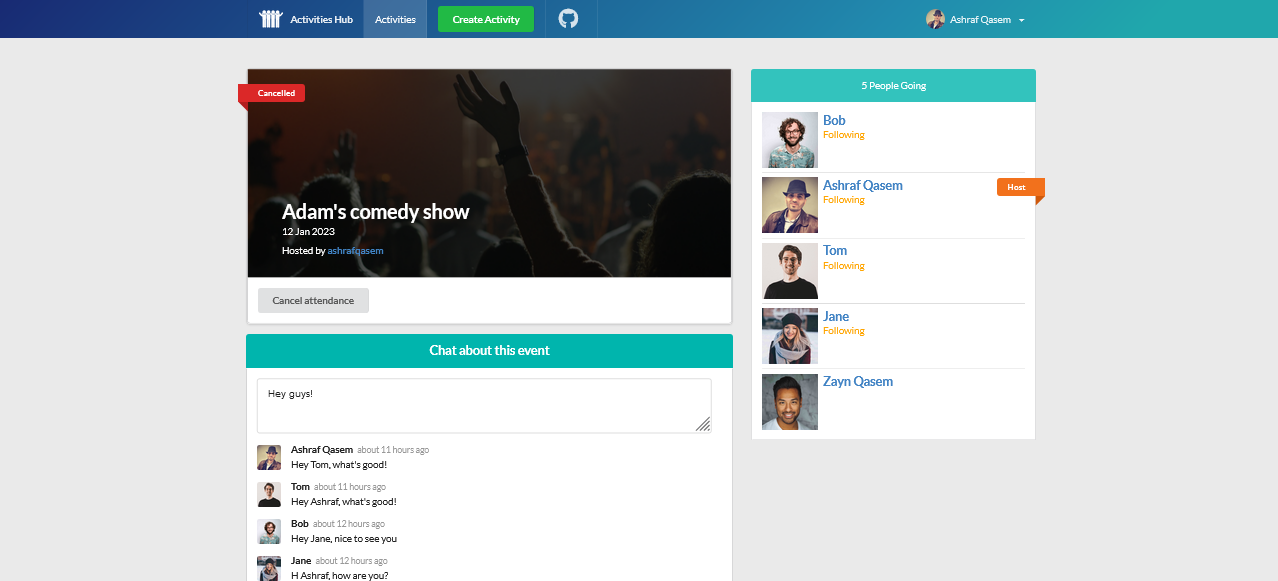 Activities Hub
Activities
Create Activity
Ashraf Qasem
Cancelled
Adam's comedy show
12 Jan 2023
Hosted by ashrafqasem
Cancel attendance
Chat about this event
Hey guys!
Ashraf Qasem about 11 hours ago
Hey Tom, what's good!
Tom about 11 hours ago
Hey Ashraf, what's good!
Bob about 12 hours ago
Hey Jane, nice to see you
Jane about 12 hours ago
H Ashraf, how are you?
5 People Going
Bob
Following
Ashraf Qasem
Following
Host
Tom
Following
Jane
Following
Zayn Qasem